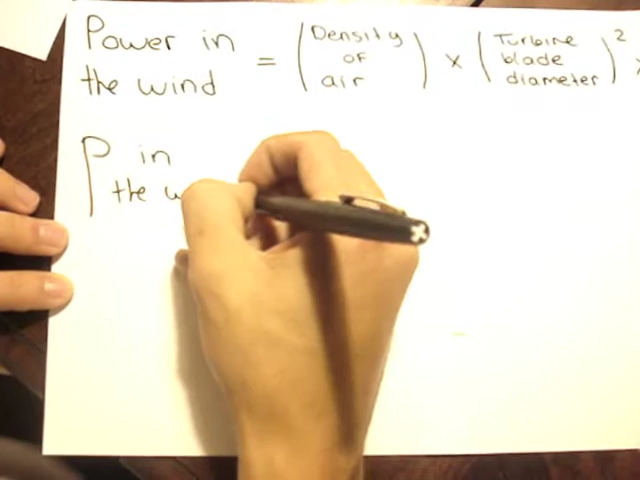 Power in
the wind
= (Density of air) x (Turbine blade diameter)²
P in
the